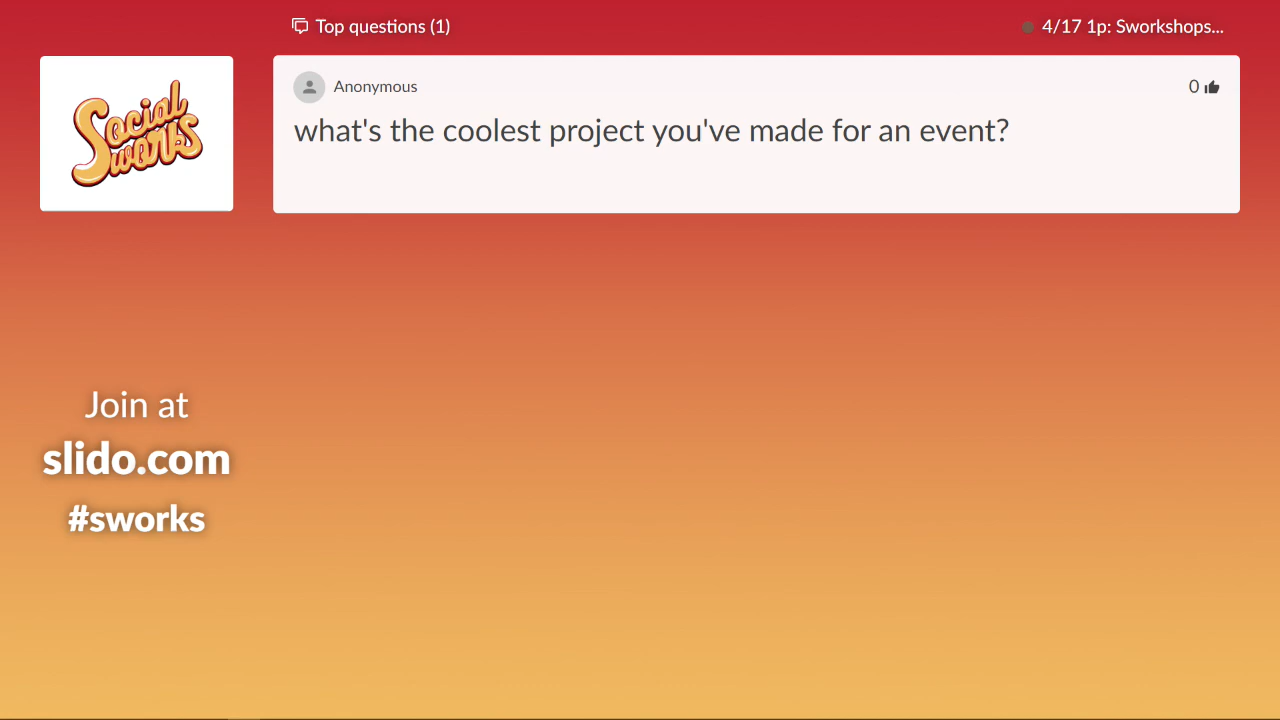 Top questions (1)
4/17 1p: Sworkshops...
Social
Sworks
Anonymous
0
what's the coolest project you've made for an event?
Join at
slido.com
#sworks